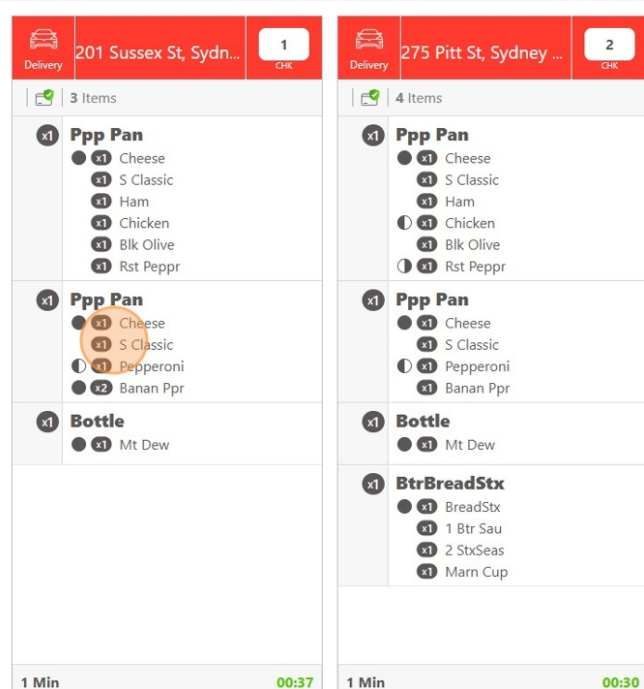 Delivery
201 Sussex St, Sydn...
1
CHK
3 Items
x1 Ppp Pan
x1 Cheese
x1 S Classic
x1 Ham
x1 Chicken
x1 Blk Olive
x1 Rst Peppr
x1 Ppp Pan
x1 Cheese
x1 S Classic
x1 Pepperoni
x2 Banan Ppr
x1 Bottle
x1 Mt Dew
1 Min
00:37
Delivery
275 Pitt St, Sydney ...
2
CHK
4 Items
x1 Ppp Pan
x1 Cheese
x1 S Classic
x1 Ham
x1 Chicken
x1 Blk Olive
x1 Rst Peppr
x1 Ppp Pan
x1 Cheese
x1 S Classic
x1 Pepperoni
x1 Banan Ppr
x1 Bottle
x1 Mt Dew
x1 BtrBreadStx
x1 BreadStx
x1 1 Btr Sau
x1 2 StxSeas
x1 Marn Cup
1 Min
00:30